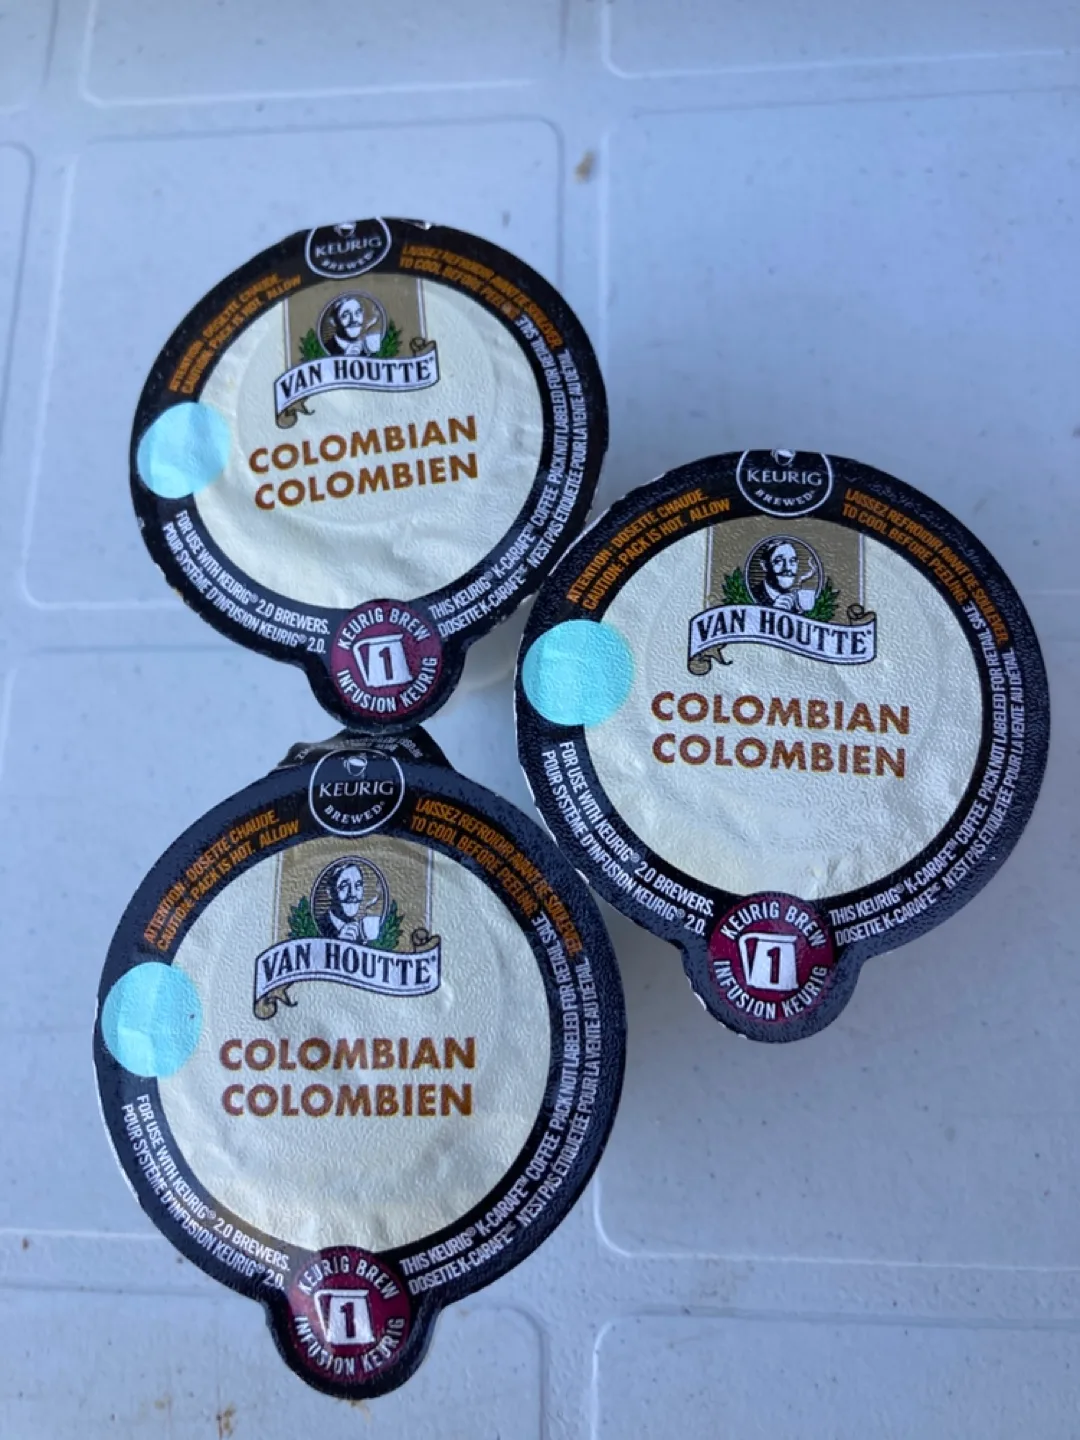 KEURIG
BREWED®
ATTENTION : DOSETTE CHAUDE.
CAUTION: PACK IS HOT. ALLOW
LAISSEZ REFROIDIR AVANT DE SOULEVER.
TO COOL BEFORE PEELING.
VAN HOUTTE
COLOMBIAN
COLOMBIEN
FOR USE WITH KEURIG® 2.0 BREWERS.
POUR SYSTÈME D'INFUSION KEURIG® 2.0.
KEURIG BREW
1
INFUSION KEURIG
THIS KEURIG® K-CARAFE™ COFFEE PACK NOT LABELED FOR RETAIL SALE.
DOSETTE K-CARAFE™ N'EST PAS ÉTIQUETÉE POUR LA VENTE AU DÉTAIL.
KEURIG
BREWED®
ATTENTION : DOSETTE CHAUDE.
CAUTION: PACK IS HOT. ALLOW
LAISSEZ REFROIDIR AVANT DE SOULEVER.
TO COOL BEFORE PEELING.
VAN HOUTTE
COLOMBIAN
COLOMBIEN
FOR USE WITH KEURIG® 2.0 BREWERS.
POUR SYSTÈME D'INFUSION KEURIG® 2.0.
KEURIG BREW
1
INFUSION KEURIG
THIS KEURIG® K-CARAFE™ COFFEE PACK NOT LABELED FOR RETAIL SALE.
DOSETTE K-CARAFE™ N'EST PAS ÉTIQUETÉE POUR LA VENTE AU DÉTAIL.
KEURIG
BREWED®
ATTENTION : DOSETTE CHAUDE.
CAUTION: PACK IS HOT. ALLOW
LAISSEZ REFROIDIR AVANT DE SOULEVER.
TO COOL BEFORE PEELING.
VAN HOUTTE
COLOMBIAN
COLOMBIEN
FOR USE WITH KEURIG® 2.0 BREWERS.
POUR SYSTÈME D'INFUSION KEURIG® 2.0.
KEURIG BREW
1
INFUSION KEURIG
THIS KEURIG® K-CARAFE™ COFFEE PACK NOT LABELED FOR RETAIL SALE.
DOSETTE K-CARAFE™ N'EST PAS ÉTIQUETÉE POUR LA VENTE AU DÉTAIL.